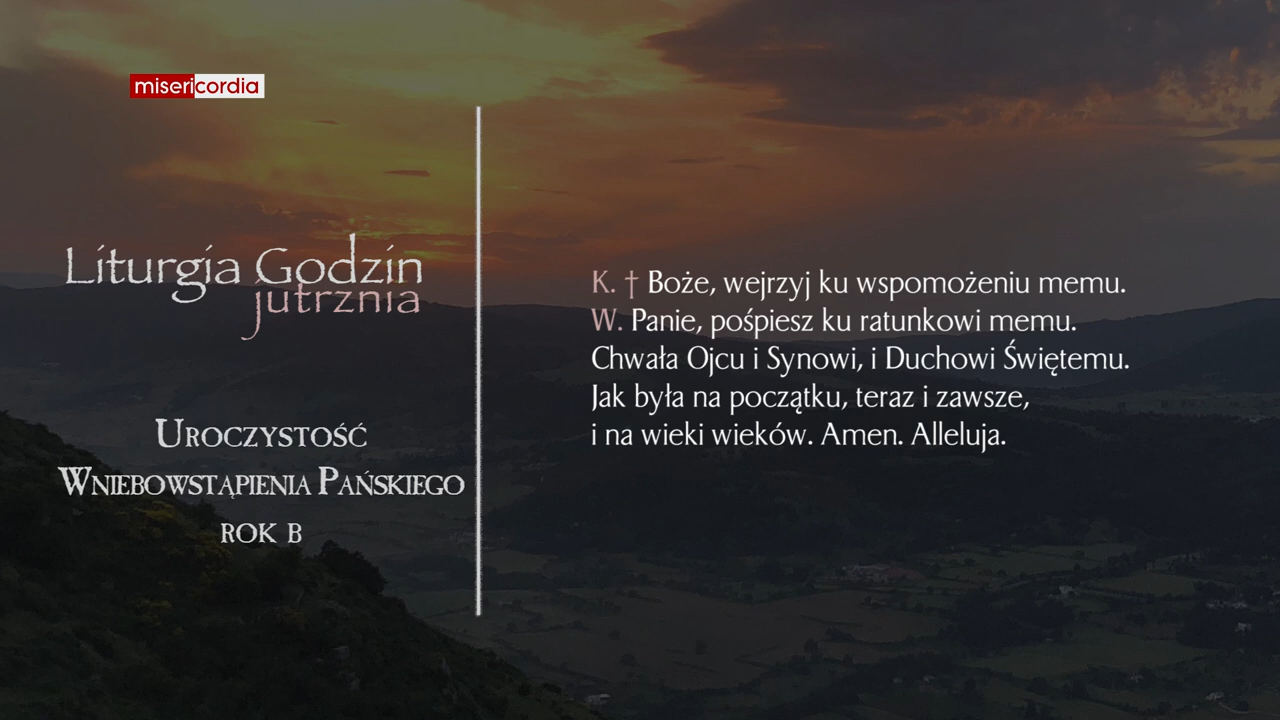 misericordia
Liturgia Godzin
jutrznia
Uroczystość
Wniebowstąpienia Pańskiego
rok b
K. † Boże, wejrzyj ku wspomożeniu memu.
W. Panie, pośpiesz ku ratunkowi memu.
Chwała Ojcu i Synowi, i Duchowi Świętemu.
Jak była na początku, teraz i zawsze,
i na wieki wieków. Amen. Alleluja.